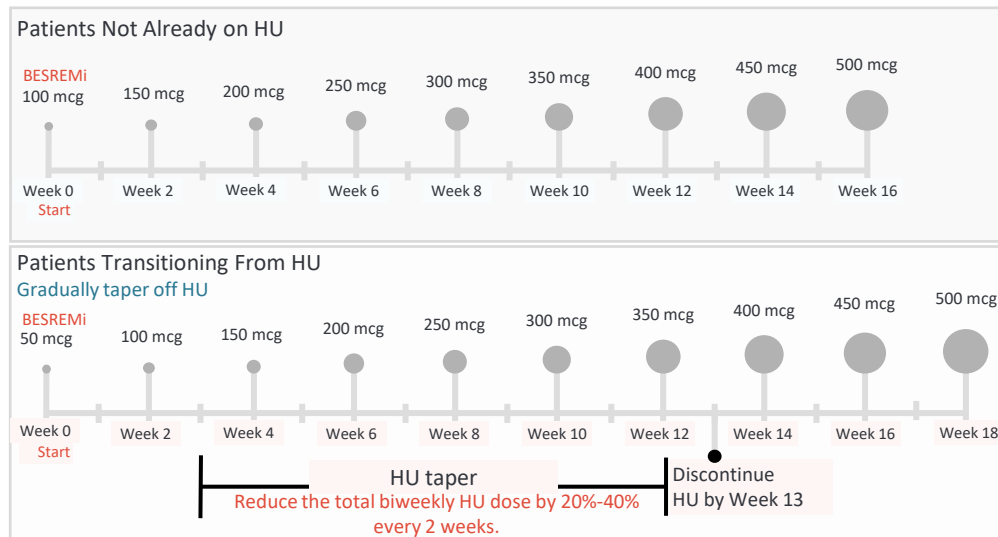 Patients Not Already on HU
BESREMi
100 mcg
150 mcg
200 mcg
250 mcg
300 mcg
350 mcg
400 mcg
450 mcg
500 mcg
Week 0
Week 2
Week 4
Week 6
Week 8
Week 10
Week 12
Week 14
Week 16
Start
Patients Transitioning From HU
Gradually taper off HU
BESREMi
50 mcg
100 mcg
150 mcg
200 mcg
250 mcg
300 mcg
350 mcg
400 mcg
450 mcg
500 mcg
Week 0
Week 2
Week 4
Week 6
Week 8
Week 10
Week 12
Week 14
Week 16
Week 18
Start
HU taper
Reduce the total biweekly HU dose by 20%-40%
every 2 weeks.
Discontinue
HU by Week 13